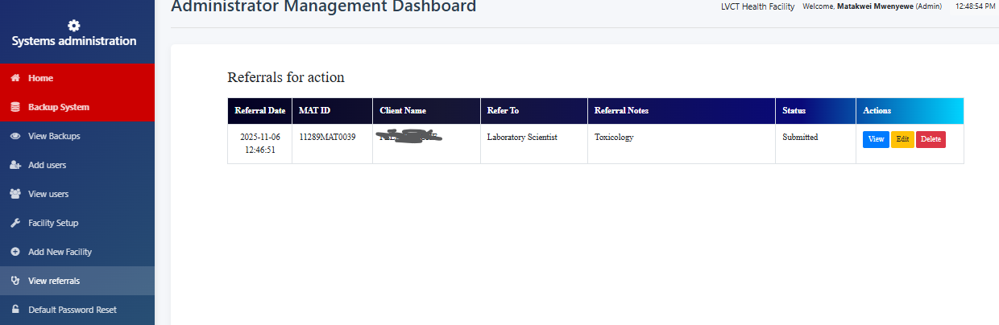 Administrator Management Dashboard
LVCT Health Facility Welcome, Matakwei Mwenyewe (Admin) 12:48:54 PM
Systems administration
Home
Backup System
View Backups
Add users
View users
Facility Setup
Add New Facility
View referrals
Default Password Reset
Referrals for action
Referral Date MAT ID Client Name Refer To Referral Notes Status Actions
2025-11-06 11289MAT0039 Laboratory Scientist Toxicology Submitted View Edit Delete
12:46:51